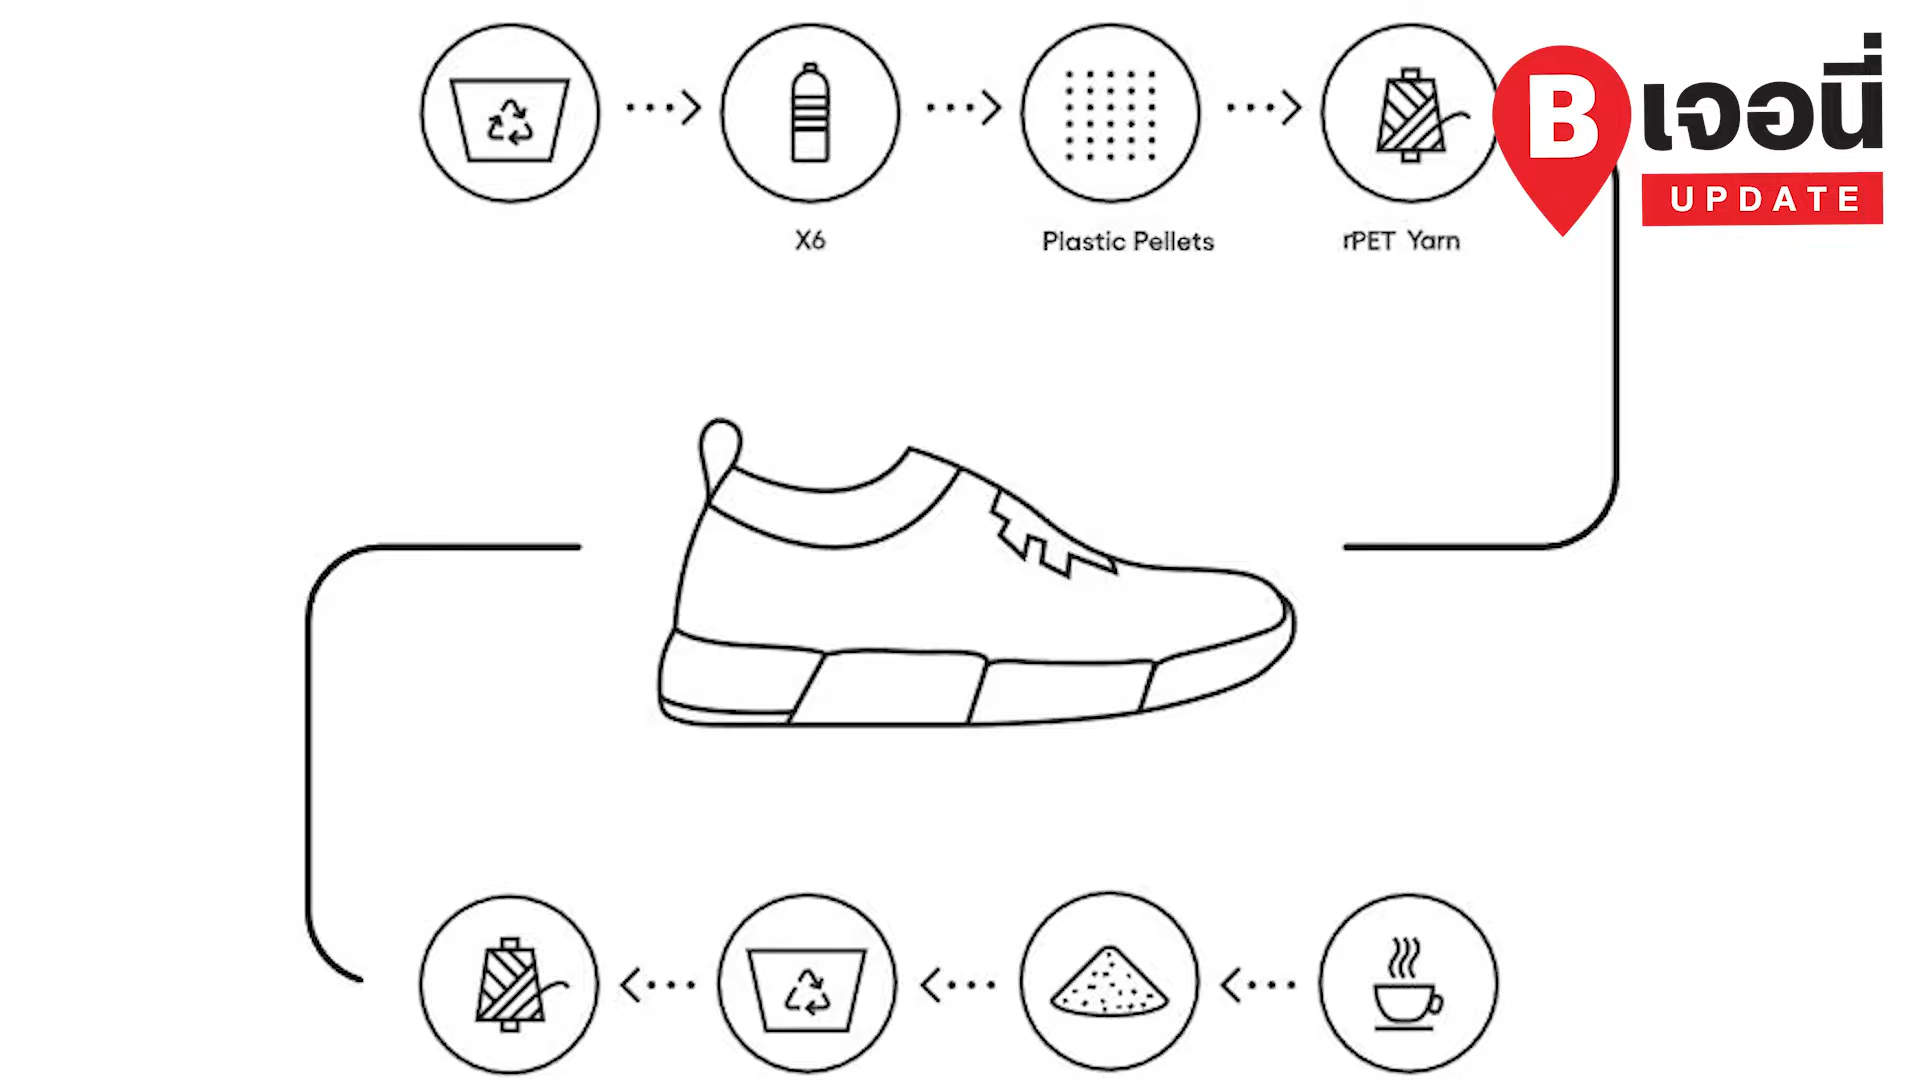 X6
Plastic Pellets
rPET Yarn
B
เจอนี่
UPDATE